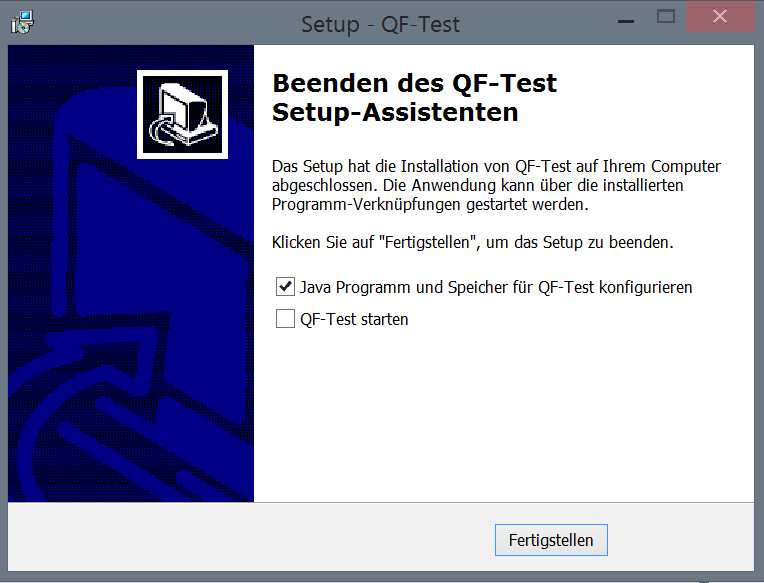 Setup - QF-Test
Beenden des QF-Test
Setup-Assistenten
Das Setup hat die Installation von QF-Test auf Ihrem Computer
abgeschlossen. Die Anwendung kann über die installierten
Programm-Verknüpfungen gestartet werden.
Klicken Sie auf "Fertigstellen", um das Setup zu beenden.
Java Programm und Speicher für QF-Test konfigurieren
QF-Test starten
Fertigstellen